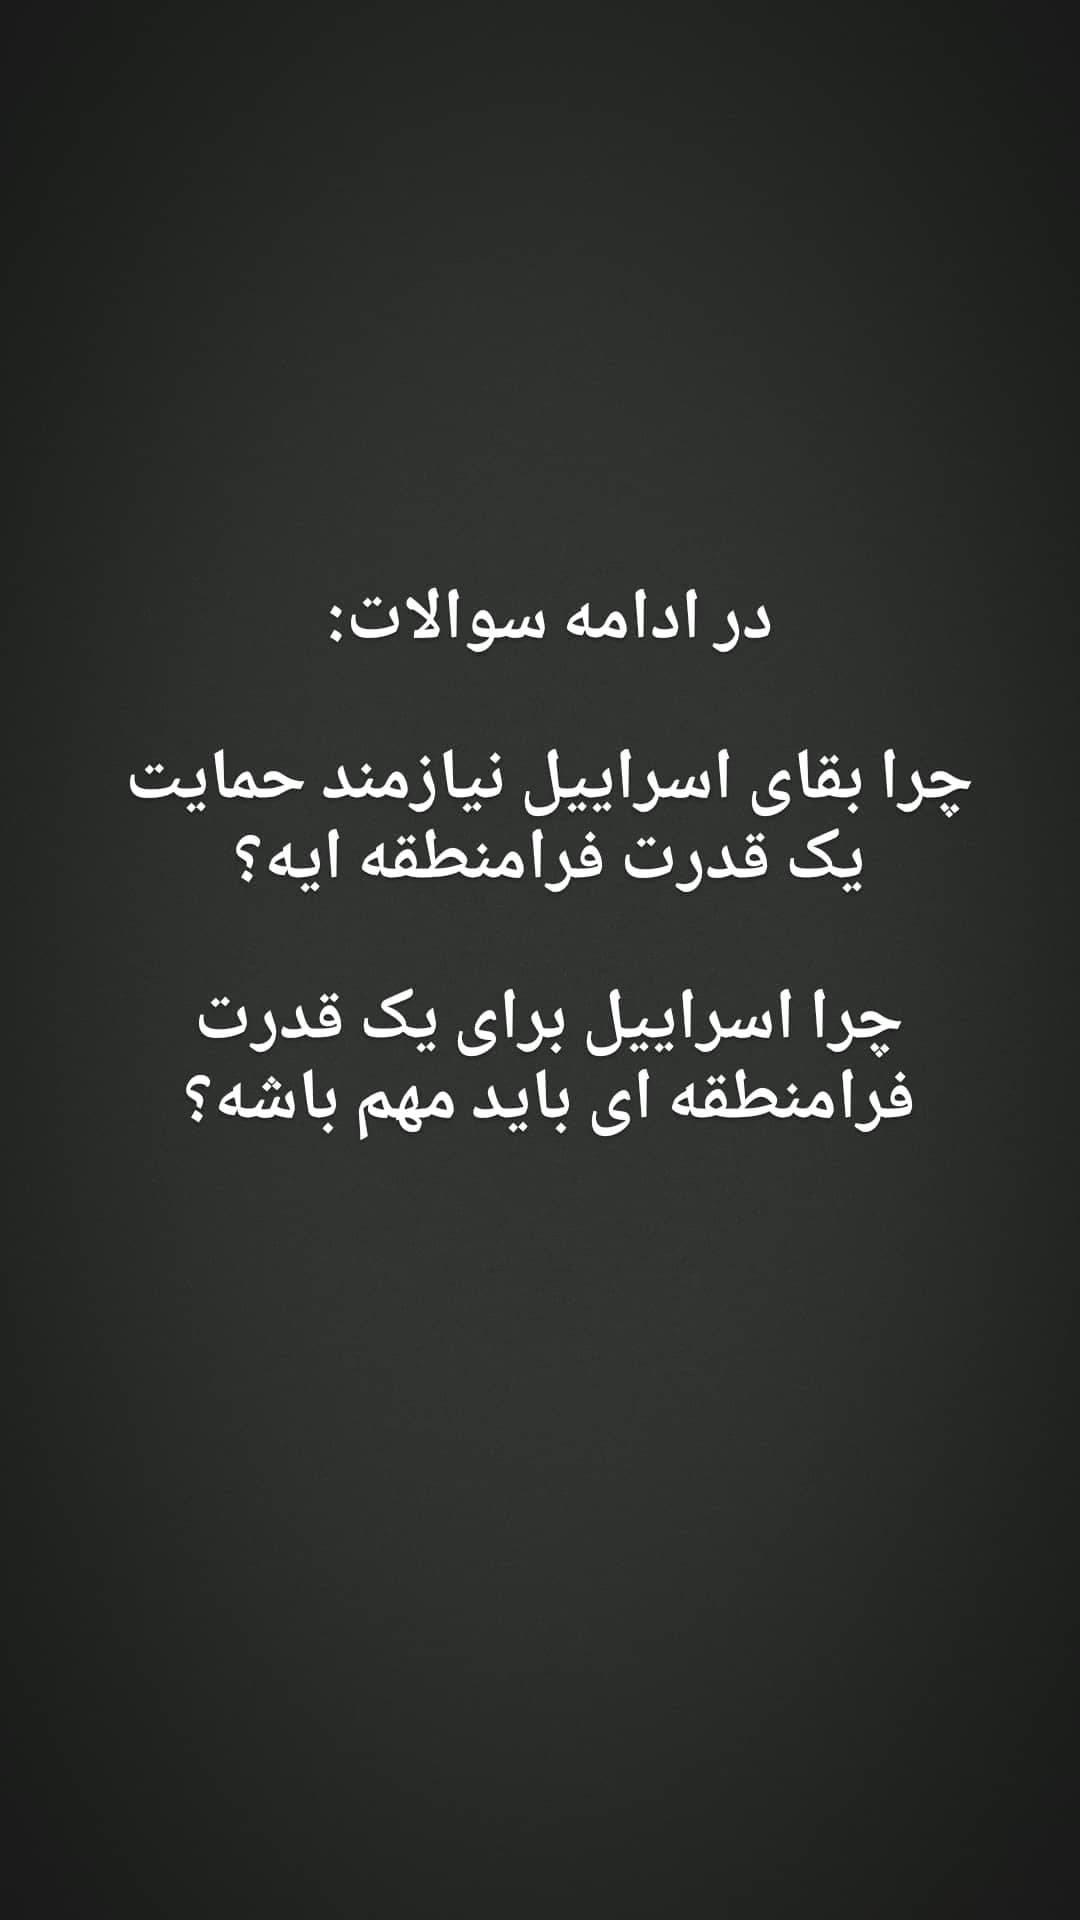 در ادامه سوالات:
چرا بقای اسراییل نیازمند حمایت
یک قدرت فرامنطقه ایه؟
چرا اسراییل برای یک قدرت
فرامنطقه ای باید مهم باشه؟